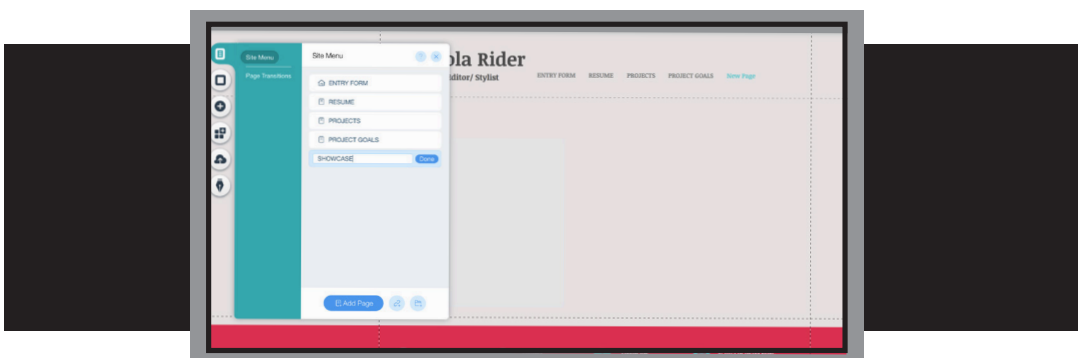 Site Menu
Page Transitions
Site Menu
ENTRY FORM
RESUME
PROJECTS
PROJECT GOALS
SHOWCASE
Done
Add Page
ola Rider
ditor/ Stylist
ENTRY FORM RESUME PROJECTS PROJECT GOALS New Page